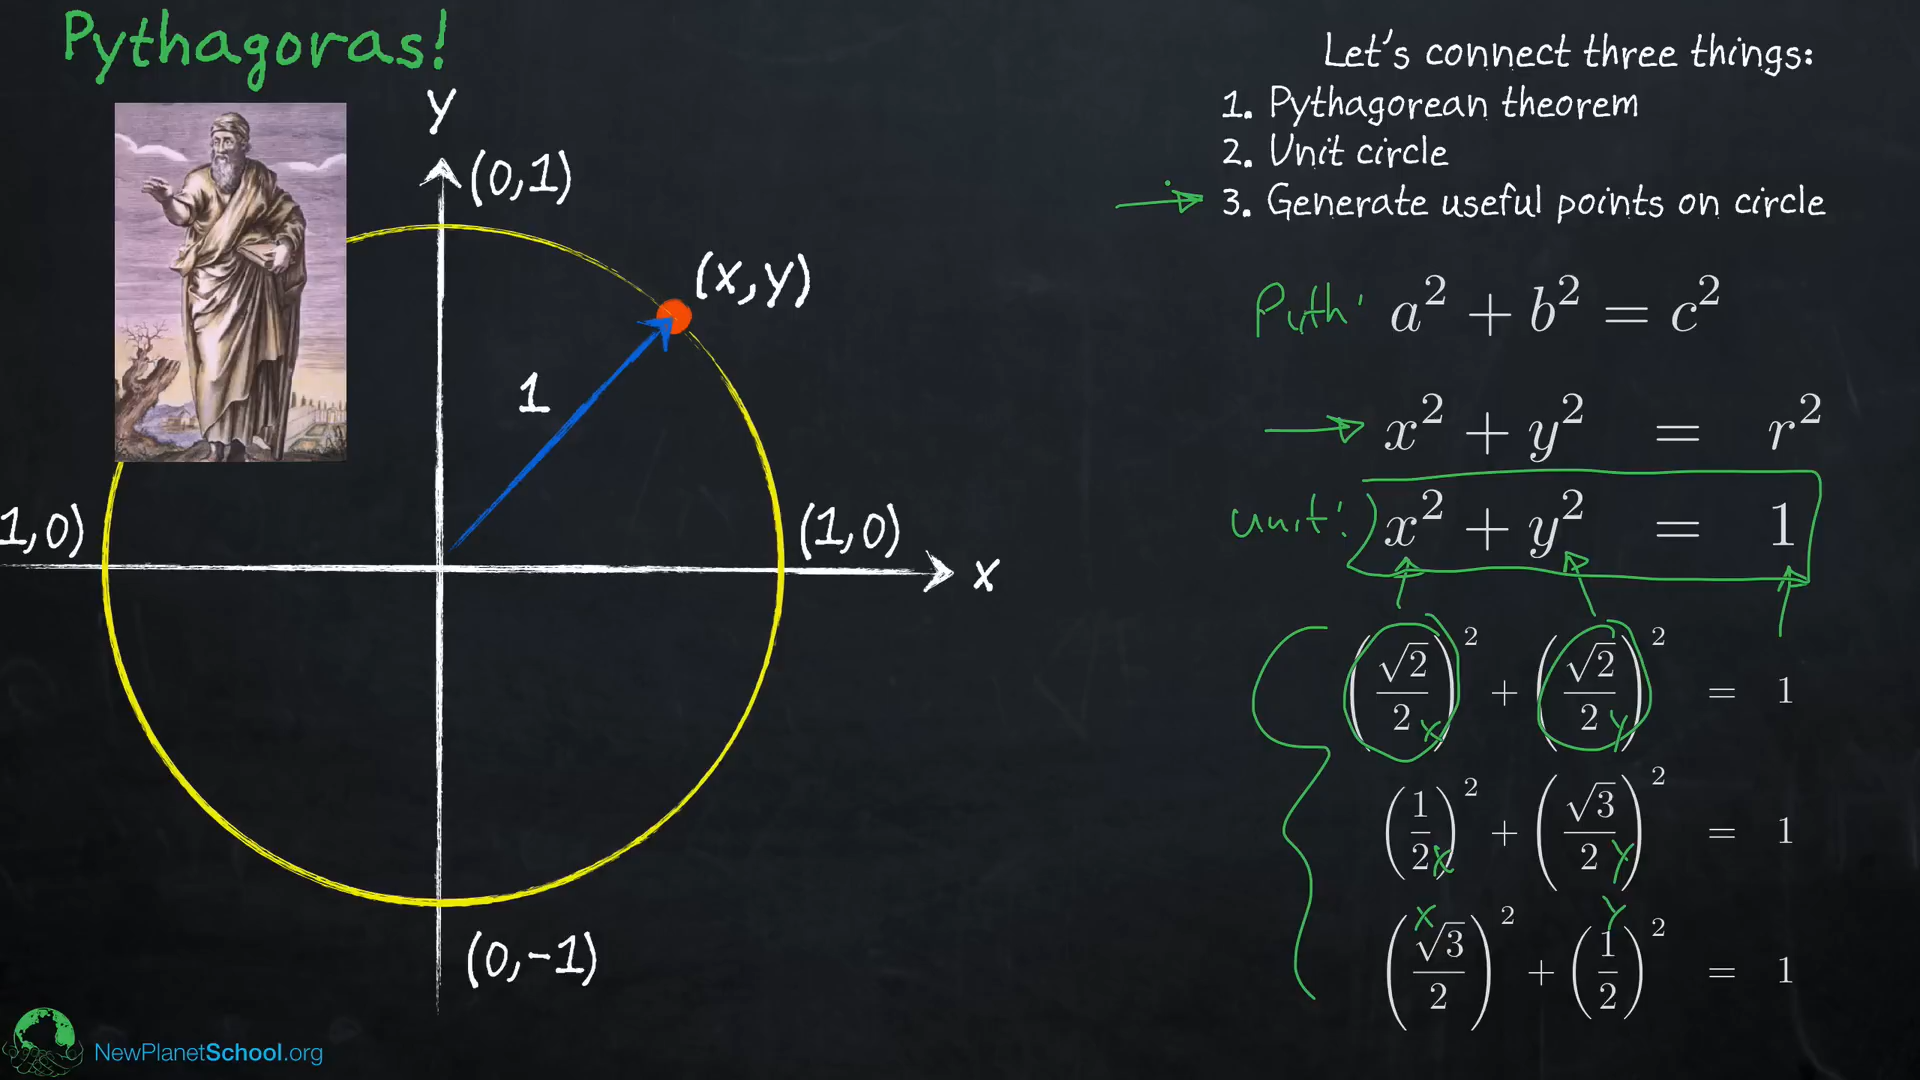 Pythagoras!
Y
(0,1)
(x,y)
1
1,0)
(1,0)
x
(0,-1)
NewPlanetSchool.org
Let's connect three things:
1. Pythagorean theorem
2. Unit circle
3. Generate useful points on circle
Pyth: a² + b² = c²
x² + y² = r²
unit: x² + y² = 1
(√2/2)² + (√2/2)² = 1
x y
(1/2)² + (√3/2)² = 1
x y
x y
(√3/2)² + (1/2)² = 1